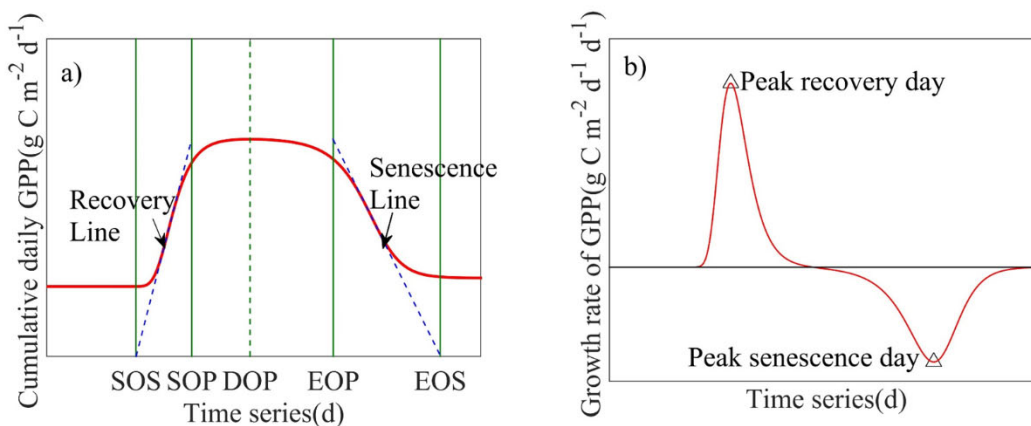 Cumulative daily GPP(g C m⁻² d⁻¹)
a)
Recovery
Line
Senescence
Line
SOS SOP DOP EOP EOS
Time series(d)
Growth rate of GPP(g C m⁻² d⁻¹ d⁻¹)
b)
Peak recovery day
Peak senescence day
Time series(d)